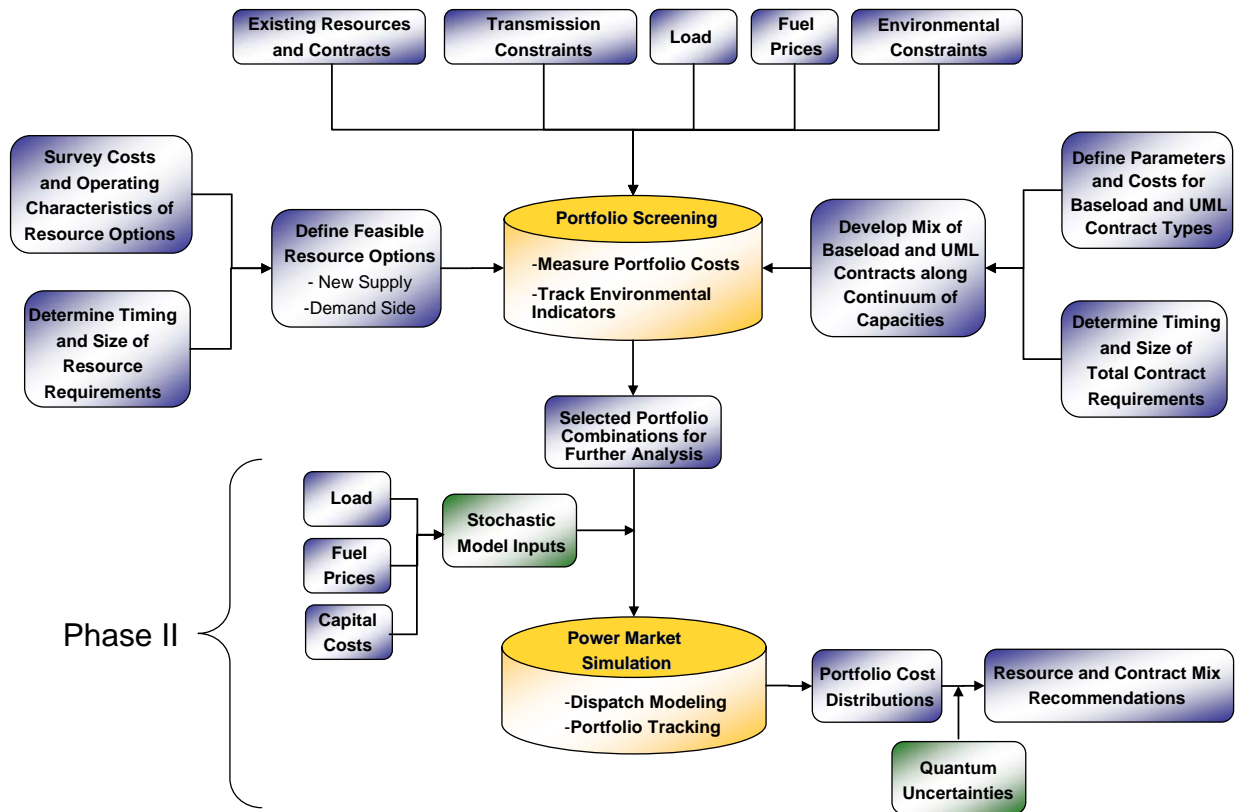 Existing Resources
and Contracts
Transmission
Constraints
Load
Fuel
Prices
Environmental
Constraints
Survey Costs
and Operating
Characteristics of
Resource Options
Determine Timing
and Size of
Resource
Requirements
Define Feasible
Resource Options
- New Supply
-Demand Side
Portfolio Screening
-Measure Portfolio Costs
-Track Environmental
Indicators
Develop Mix of
Baseload and UML
Contracts along
Continuum of
Capacities
Define Parameters
and Costs for
Baseload and UML
Contract Types
Determine Timing
and Size of
Total Contract
Requirements
Selected Portfolio
Combinations for
Further Analysis
Phase II
Load
Fuel
Prices
Capital
Costs
Stochastic
Model Inputs
Power Market
Simulation
-Dispatch Modeling
-Portfolio Tracking
Portfolio Cost
Distributions
Resource and Contract Mix
Recommendations
Quantum
Uncertainties